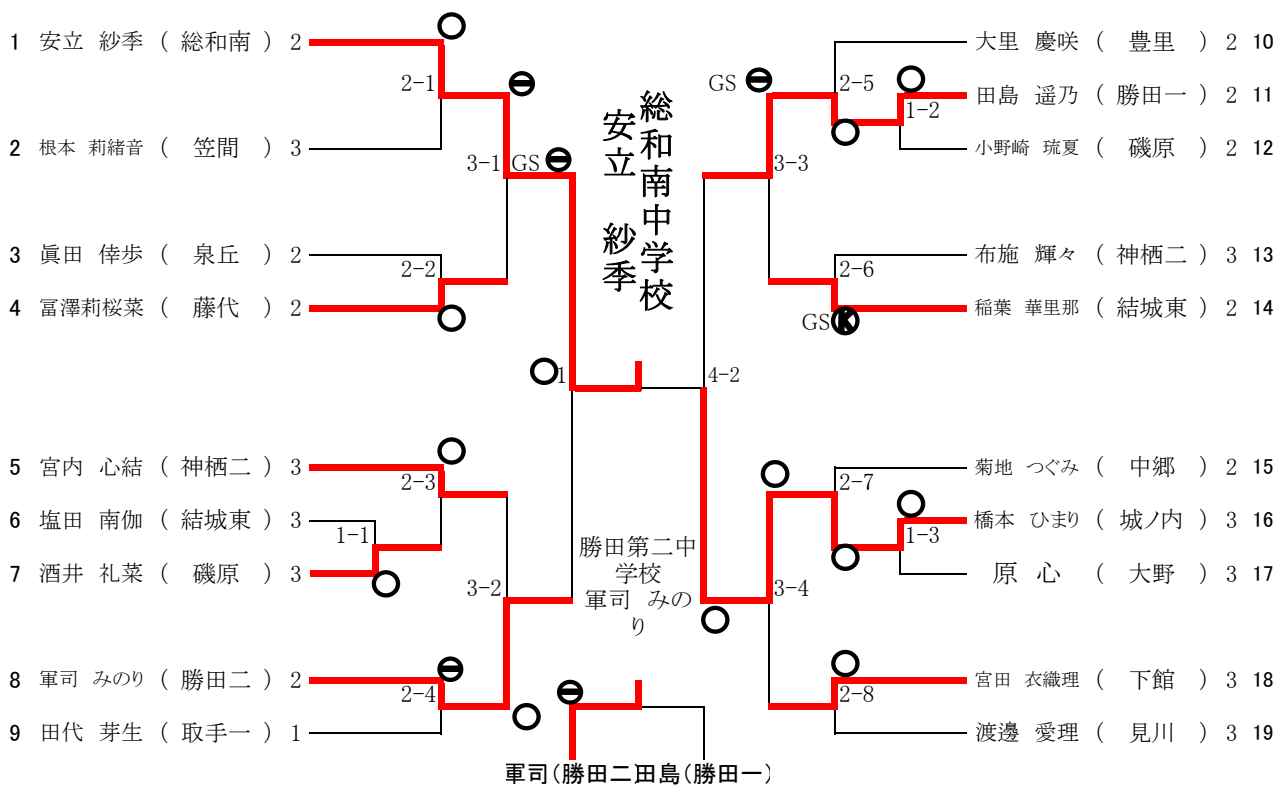 1 安立 紗季 ( 総和南 ) 2
2-1
2 根本 莉緒音 ( 笠間 ) 3
3-1 GS
3 眞田 倖歩 ( 泉丘 ) 2
2-2
4 冨澤莉桜菜 ( 藤代 ) 2
1
5 宮内 心結 ( 神栖二 ) 3
2-3
6 塩田 南伽 ( 結城東 ) 3
1-1
7 酒井 礼菜 ( 磯原 ) 3
3-2
8 軍司 みのり ( 勝田二 ) 2
2-4
9 田代 芽生 ( 取手一 ) 1
総和南中学校
安立 紗季
勝田第二中
学校
軍司 みの
り
軍司(勝田二)
田島(勝田一)
大里 慶咲 ( 豊里 ) 2 10
GS
2-5
田島 遥乃 ( 勝田一 ) 2 11
1-2
小野崎 琉夏 ( 磯原 ) 2 12
3-3
布施 輝々 ( 神栖二 ) 3 13
2-6
稲葉 華里那 ( 結城東 ) 2 14
GS K
4-2
菊地 つぐみ ( 中郷 ) 2 15
2-7
橋本 ひまり ( 城ノ内 ) 3 16
1-3
原 心 ( 大野 ) 3 17
3-4
宮田 衣織理 ( 下館 ) 3 18
2-8
渡邊 愛理 ( 見川 ) 3 19